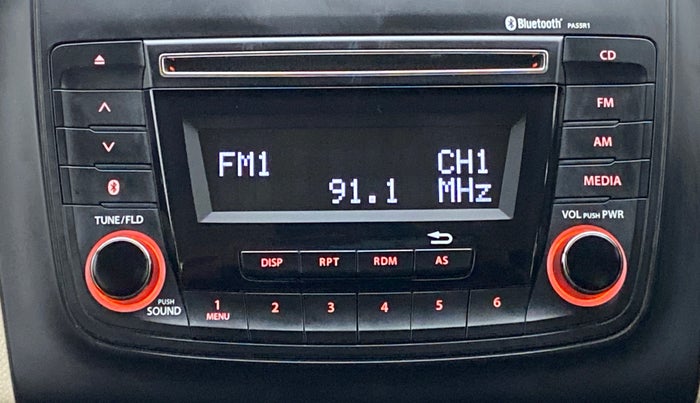 Bluetooth® PA5SR1
CD
FM
AM
MEDIA
FM1 CH1
91.1 MHz
TUNE/FLD
VOL PUSH PWR
DISP RPT RDM AS
PUSH
SOUND
1 2 3 4 5 6
MENU